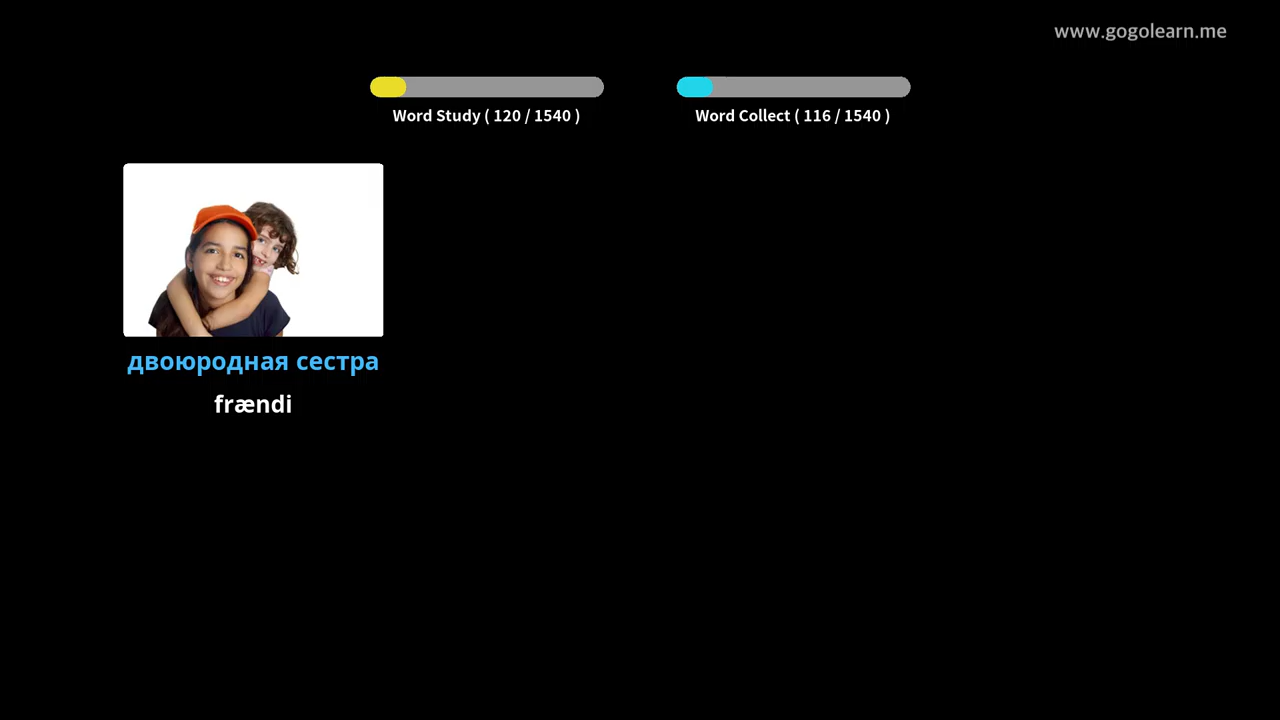 www.gogolearn.me
Word Study ( 120 / 1540 )
Word Collect ( 116 / 1540 )
двоюродная сестра
frændi